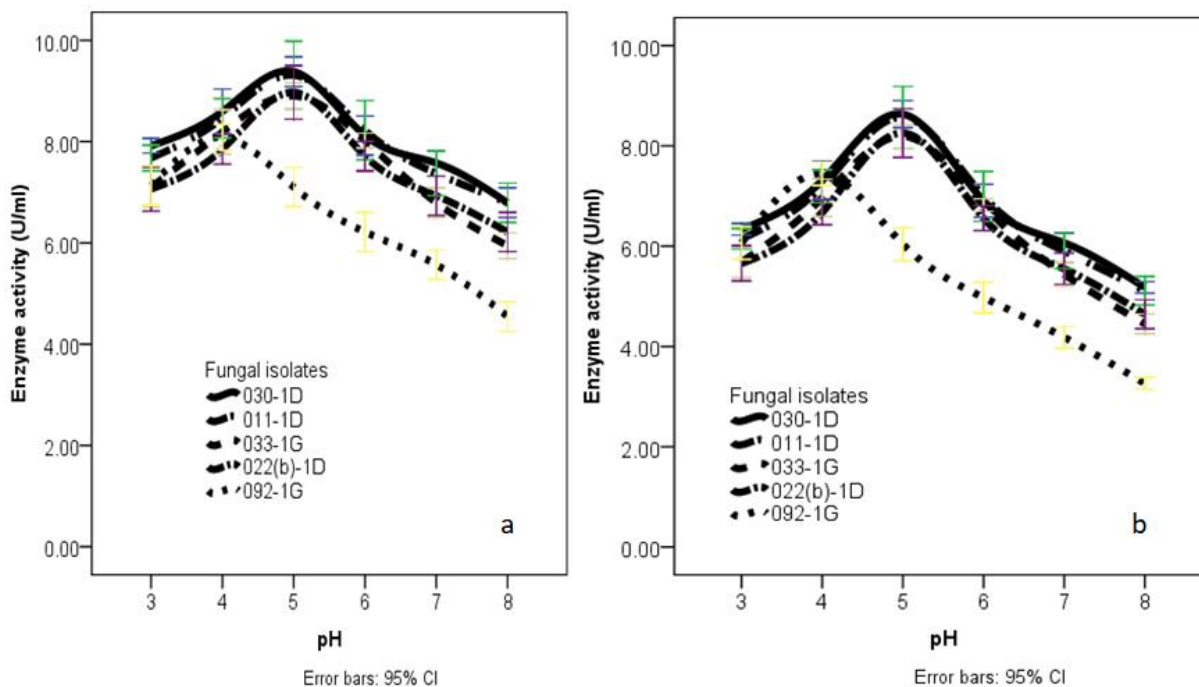 Enzyme activity (U/ml)
10.00
8.00
6.00
4.00
2.00
0.00
Fungal isolates
030-1D
011-1D
033-1G
022(b)-1D
092-1G
a
3 4 5 6 7 8
pH
Error bars: 95% CI
Enzyme activity (U/ml)
10.00
8.00
6.00
4.00
2.00
0.00
Fungal isolates
030-1D
011-1D
033-1G
022(b)-1D
092-1G
b
3 4 5 6 7 8
pH
Error bars: 95% CI